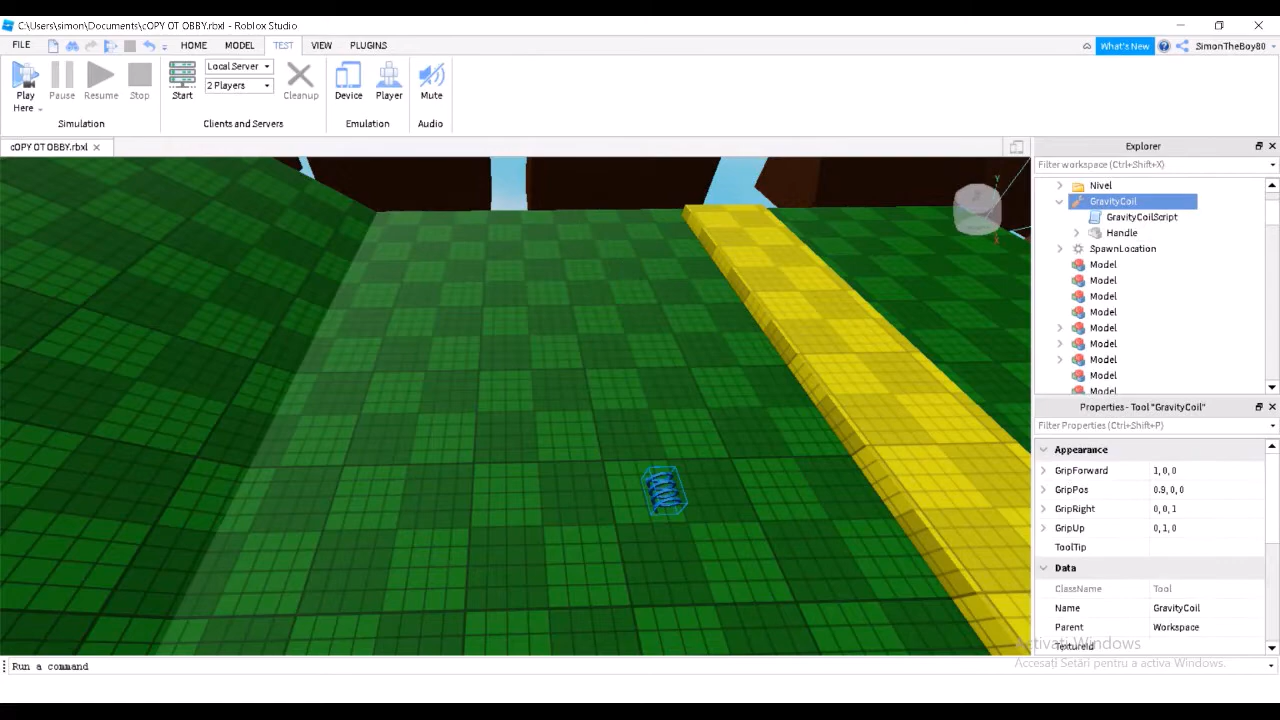 C:\Users\simon\Documents\cOPY OT OBBY.rbxl - Roblox Studio
FILE HOME MODEL TEST VIEW PLUGINS What's New SimonTheBoy80
Play Here Pause Resume Stop
Simulation
Start Local Server 2 Players Cleanup
Clients and Servers
Device Player
Emulation
Mute
Audio
cOPY OT OBBY.rbxl
Explorer
Filter workspace (Ctrl+Shift+X)
Nivel
GravityCoil
GravityCoilScript
Handle
SpawnLocation
Model
Model
Model
Model
Model
Model
Model
Model
Model
Properties - Tool "GravityCoil"
Filter Properties (Ctrl+Shift+P)
Appearance
GripForward 1, 0, 0
GripPos 0.9, 0, 0
GripRight 0, 0, 1
GripUp 0, 1, 0
ToolTip
Data
ClassName Tool
Name GravityCoil
Parent Workspace
TextureId
Activați Windows
Accesați Setări pentru a activa Windows.
Run a command
Y
X